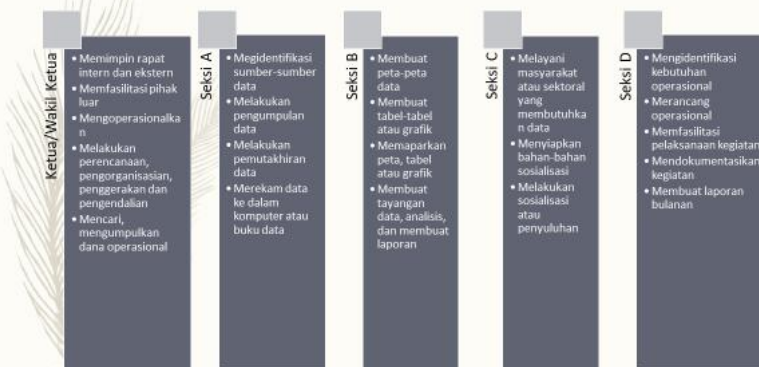 Ketua/Wakil Ketua
• Memimpin rapat
intern dan ekstern
• Memfasilitasi pihak
luar
• Mengoperasionalka
n
• Melakukan
perencanaan,
pengorganisasian,
penggerakan dan
pengendalian
• Mencari,
mengumpulkan
dana operasional
Seksi A
• Megidentifikasi
sumber-sumber
data
• Melakukan
pengumpulan
data
• Melakukan
pemutakhiran
data
• Merekam data
ke dalam
komputer atau
buku data
Seksi B
• Membuat
peta-peta
data
• Membuat
tabel-tabel
atau grafik
• Memaparkan
peta, tabel
atau grafik
• Membuat
tayangan
data, analisis,
dan membuat
laporan
Seksi C
• Melayani
masyarakat
atau sektoral
yang
membutuhka
n data
• Menyiapkan
bahan-bahan
sosialisasi
• Melakukan
sosialisasi
atau
penyuluhan
Seksi D
• Mengidentifikasi
kebutuhan
operasional
• Merancang
operasional
• Memfasilitasi
pelaksanaan kegiatan
• Mendokumentasikan
kegiatan
• Membuat laporan
bulanan